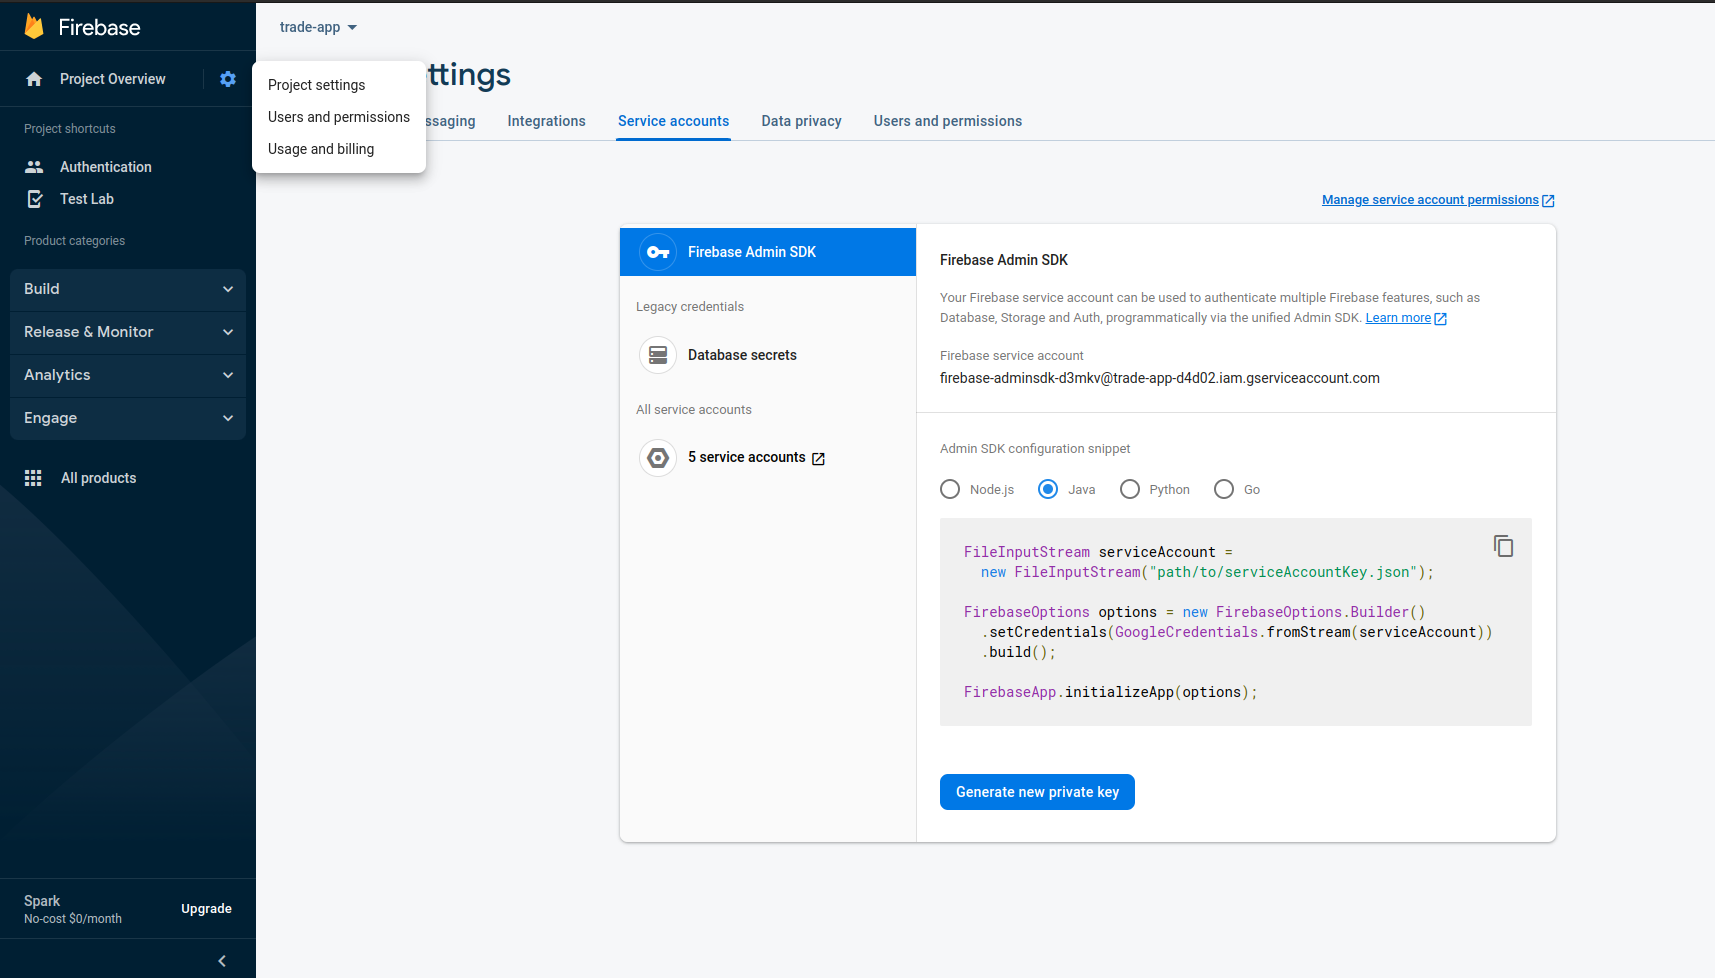 Firebase
Project Overview
Project shortcuts
Authentication
Test Lab
Product categories
Build
Release & Monitor
Analytics
Engage
All products
Spark
No-cost $0/month
Upgrade
trade-app
Project settings
Users and permissions
Usage and billing
ttings
ssaging
Integrations
Service accounts
Data privacy
Users and permissions
Manage service account permissions
Firebase Admin SDK
Legacy credentials
Database secrets
All service accounts
5 service accounts
Firebase Admin SDK
Your Firebase service account can be used to authenticate multiple Firebase features, such as
Database, Storage and Auth, programmatically via the unified Admin SDK. Learn more
Firebase service account
firebase-adminsdk-d3mkv@trade-app-d4d02.iam.gserviceaccount.com
Admin SDK configuration snippet
Node.js Java Python Go
FileInputStream serviceAccount =
new FileInputStream("path/to/serviceAccountKey.json");
FirebaseOptions options = new FirebaseOptions.Builder()
.setCredentials(GoogleCredentials.fromStream(serviceAccount))
.build();
FirebaseApp.initializeApp(options);
Generate new private key